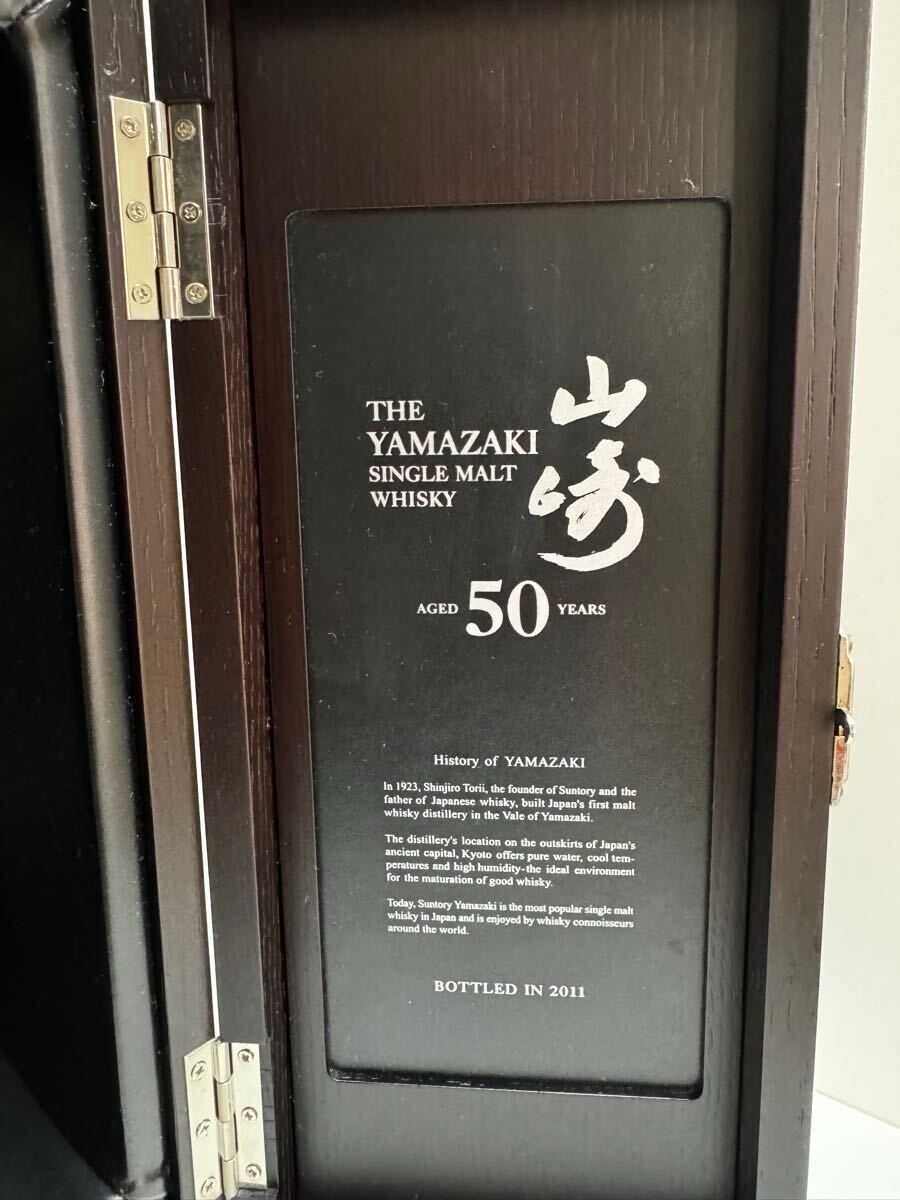 THE
YAMAZAKI
SINGLE MALT
WHISKY
山崎
AGED 50 YEARS
History of YAMAZAKI
In 1923, Shinjiro Torii, the founder of Suntory and the
father of Japanese whisky, built Japan's first malt
whisky distillery in the Vale of Yamazaki.
The distillery's location on the outskirts of Japan's
ancient capital, Kyoto offers pure water, cool tem-
peratures and high humidity-the ideal environment
for the maturation of good whisky.
Today, Suntory Yamazaki is the most popular single malt
whisky in Japan and is enjoyed by whisky connoisseurs
around the world.
BOTTLED IN 2011